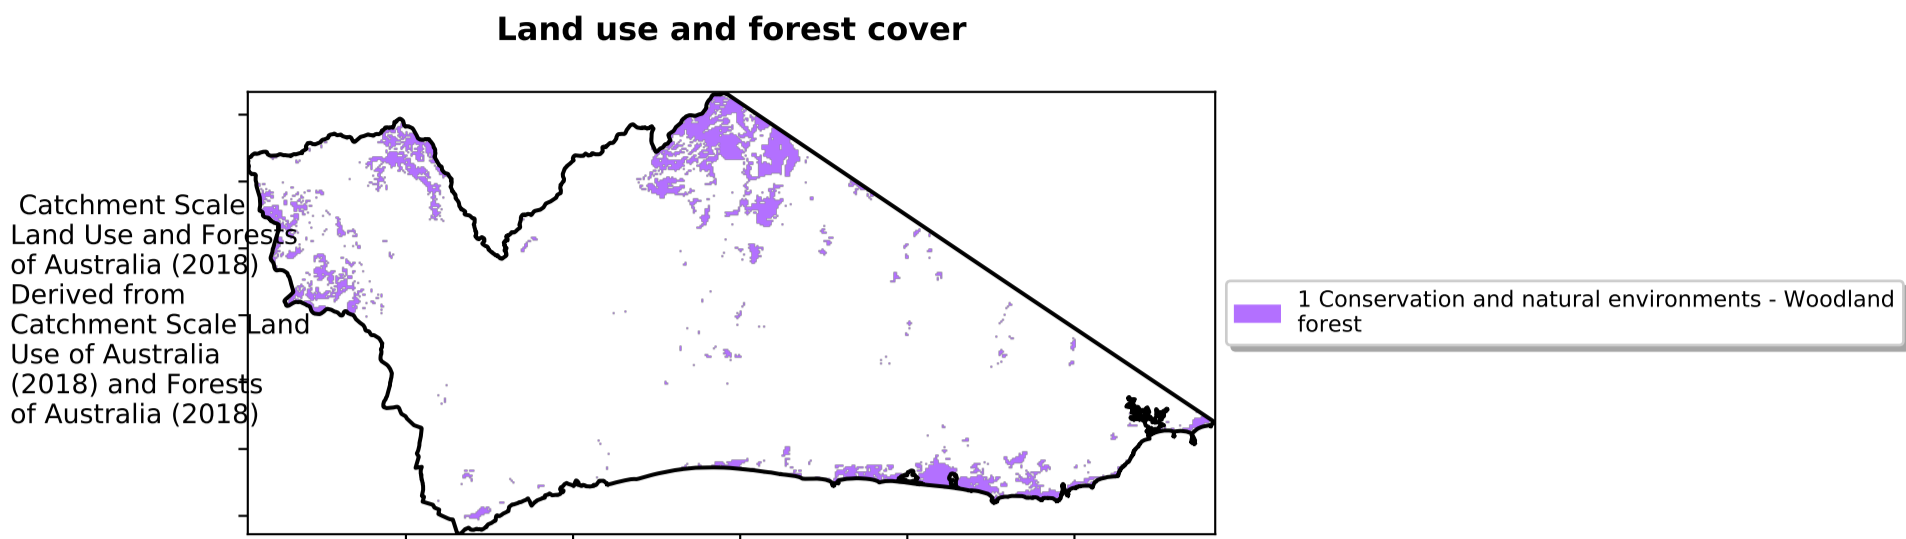 Land use and forest cover
Catchment Scale
Land Use and Forests
of Australia (2018)
Derived from
Catchment Scale Land
Use of Australia
(2018) and Forests
of Australia (2018)
1 Conservation and natural environments - Woodland
forest